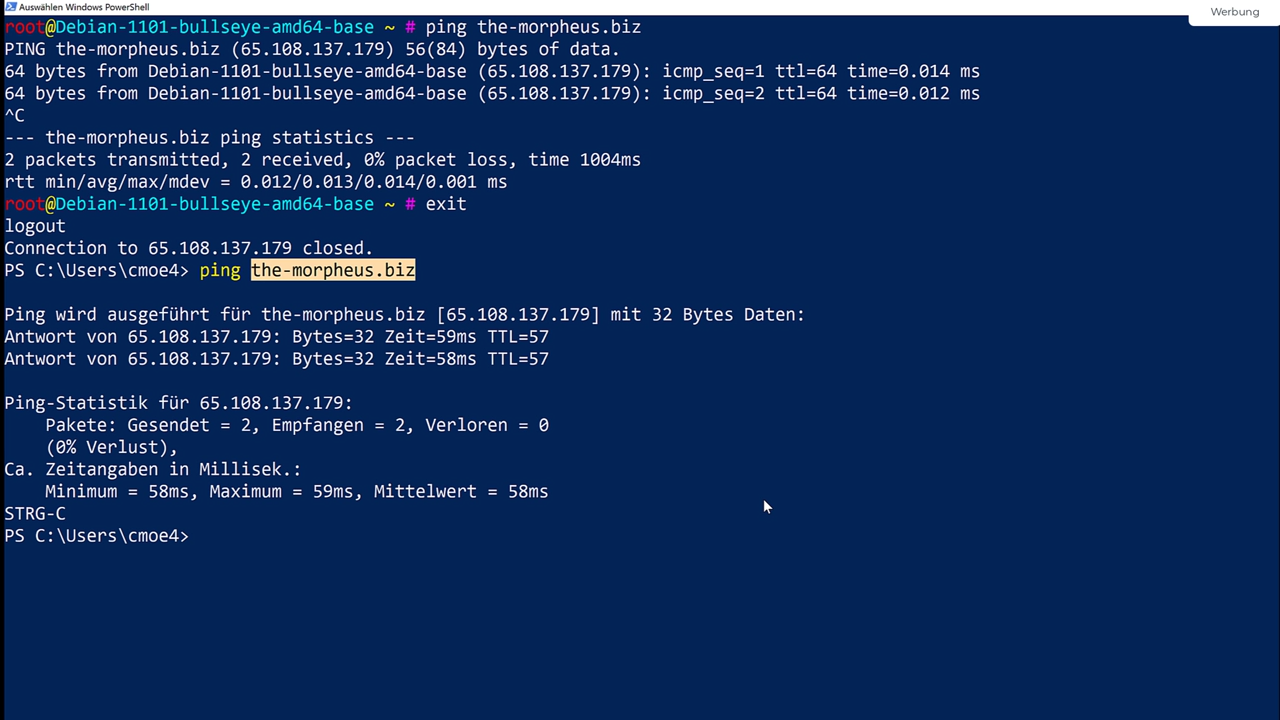 Auswählen Windows PowerShell
Werbung
root@Debian-1101-bullseye-amd64-base ~ # ping the-morpheus.biz
PING the-morpheus.biz (65.108.137.179) 56(84) bytes of data.
64 bytes from Debian-1101-bullseye-amd64-base (65.108.137.179): icmp_seq=1 ttl=64 time=0.014 ms
64 bytes from Debian-1101-bullseye-amd64-base (65.108.137.179): icmp_seq=2 ttl=64 time=0.012 ms
^C
--- the-morpheus.biz ping statistics ---
2 packets transmitted, 2 received, 0% packet loss, time 1004ms
rtt min/avg/max/mdev = 0.012/0.013/0.014/0.001 ms
root@Debian-1101-bullseye-amd64-base ~ # exit
logout
Connection to 65.108.137.179 closed.
PS C:\Users\cmoe4> ping the-morpheus.biz
Ping wird ausgeführt für the-morpheus.biz [65.108.137.179] mit 32 Bytes Daten:
Antwort von 65.108.137.179: Bytes=32 Zeit=59ms TTL=57
Antwort von 65.108.137.179: Bytes=32 Zeit=58ms TTL=57
Ping-Statistik für 65.108.137.179:
    Pakete: Gesendet = 2, Empfangen = 2, Verloren = 0
    (0% Verlust),
Ca. Zeitangaben in Millisek.:
    Minimum = 58ms, Maximum = 59ms, Mittelwert = 58ms
STRG-C
PS C:\Users\cmoe4>